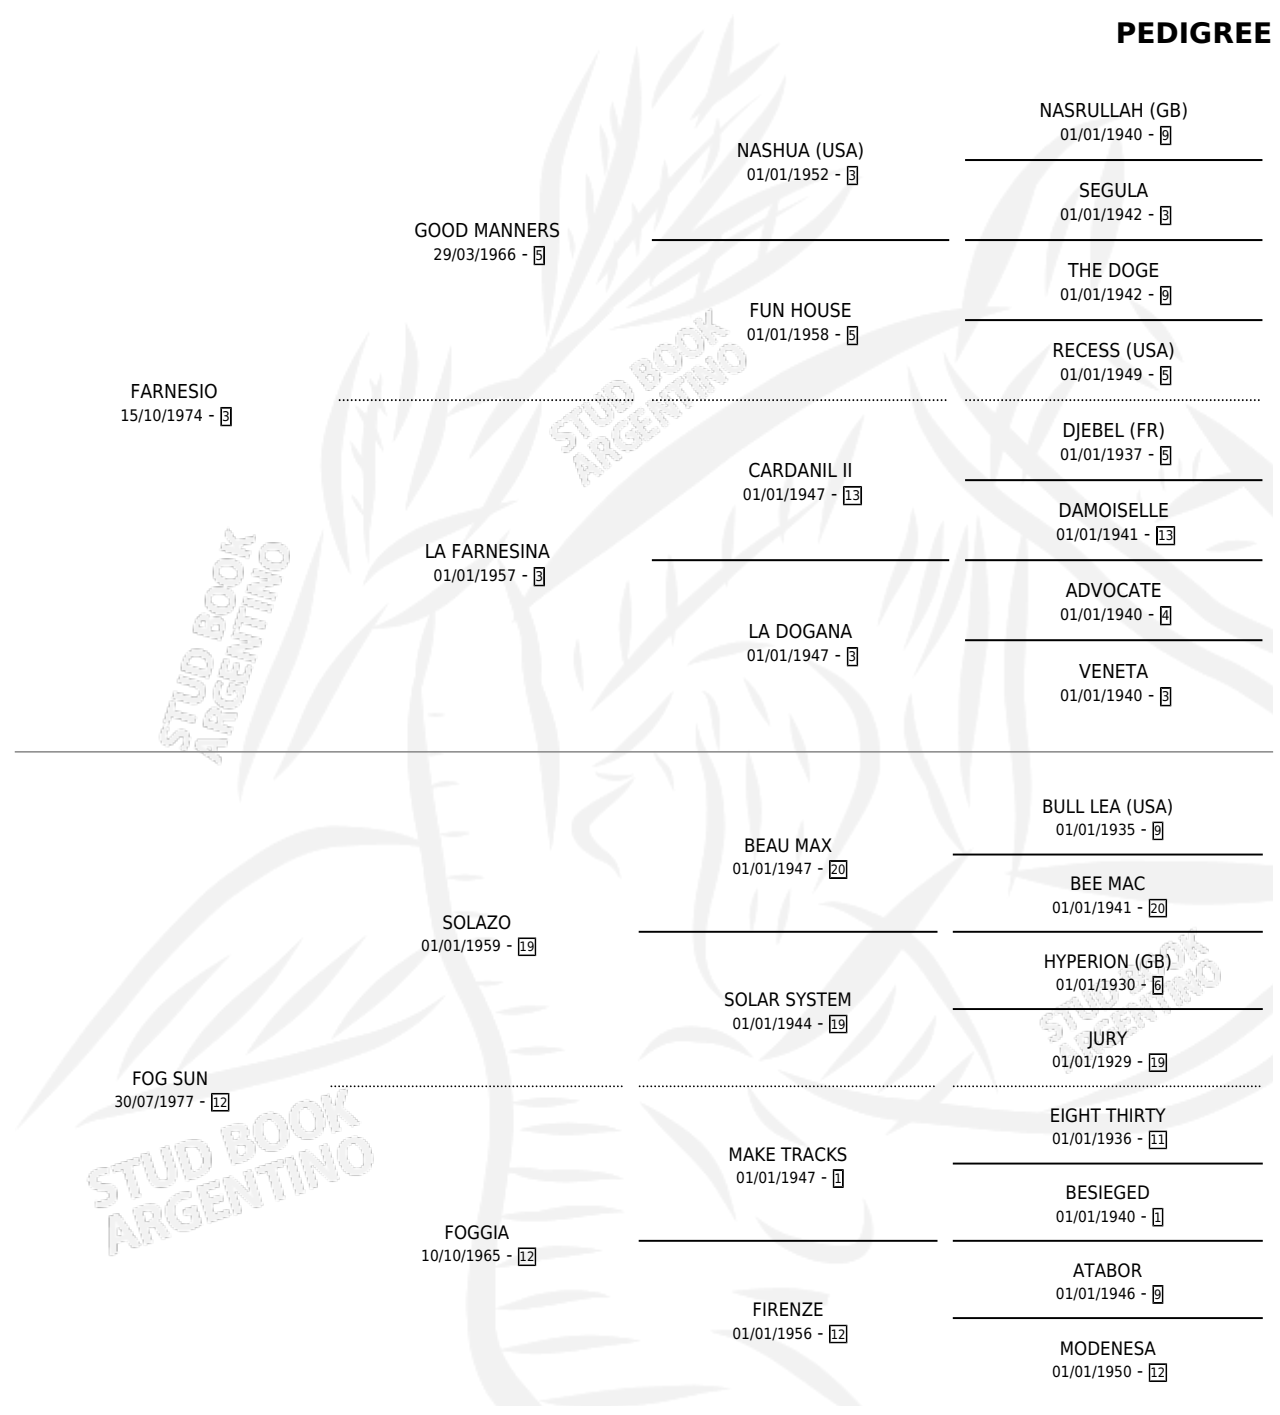 PEDIGREE
NASRULLAH (GB)
01/01/1940 - 9
NASHUA (USA)
01/01/1952 - 3
SEGULA
01/01/1942 - 3
GOOD MANNERS
29/03/1966 - 5
THE DOGE
01/01/1942 - 9
FUN HOUSE
01/01/1958 - 5
RECESS (USA)
01/01/1949 - 5
FARNESIO
15/10/1974 - 3
DJEBEL (FR)
01/01/1937 - 5
CARDANIL II
01/01/1947 - 13
DAMOISELLE
01/01/1941 - 13
LA FARNESINA
01/01/1957 - 3
ADVOCATE
01/01/1940 - 4
LA DOGANA
01/01/1947 - 3
VENETA
01/01/1940 - 3
BULL LEA (USA)
01/01/1935 - 9
BEAU MAX
01/01/1947 - 20
BEE MAC
01/01/1941 - 20
SOLAZO
01/01/1959 - 19
HYPERION (GB)
01/01/1930 - 6
SOLAR SYSTEM
01/01/1944 - 19
JURY
01/01/1929 - 19
FOG SUN
30/07/1977 - 12
EIGHT THIRTY
01/01/1936 - 11
MAKE TRACKS
01/01/1947 - 1
BESIEGED
01/01/1940 - 1
FOGGIA
10/10/1965 - 12
ATABOR
01/01/1946 - 9
FIRENZE
01/01/1956 - 12
MODENESA
01/01/1950 - 12
STUD BOOK
ARGENTINO
STUD BOOK
ARGENTINO
STUD BOOK
ARGENTINO
STUD BOOK
ARGENTINO